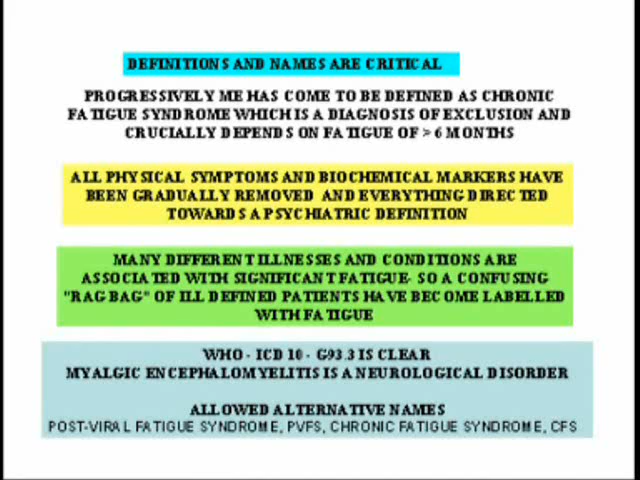 DEFINITIONS AND NAMES ARE CRITICAL
PROGRESSIVELY ME HAS COME TO BE DEFINED AS CHRONIC
FATIGUE SYNDROME WHICH IS A DIAGNOSIS OF EXCLUSION AND
CRUCIALLY DEPENDS ON FATIGUE OF > 6 MONTHS
ALL PHYSICAL SYMPTOMS AND BIOCHEMICAL MARKERS HAVE
BEEN GRADUALLY REMOVED AND EVERYTHING DIRECTED
TOWARDS A PSYCHIATRIC DEFINITION
MANY DIFFERENT ILLNESSES AND CONDITIONS ARE
ASSOCIATED WITH SIGNIFICANT FATIGUE- SO A CONFUSING
"RAG BAG" OF ILL DEFINED PATIENTS HAVE BECOME LABELLED
WITH FATIGUE
WHO - ICD 10 - G93.3 IS CLEAR
MYALGIC ENCEPHALOMYELITIS IS A NEUROLOGICAL DISORDER
ALLOWED ALTERNATIVE NAMES
POST-VIRAL FATIGUE SYNDROME, PVFS, CHRONIC FATIGUE SYNDROME, CFS